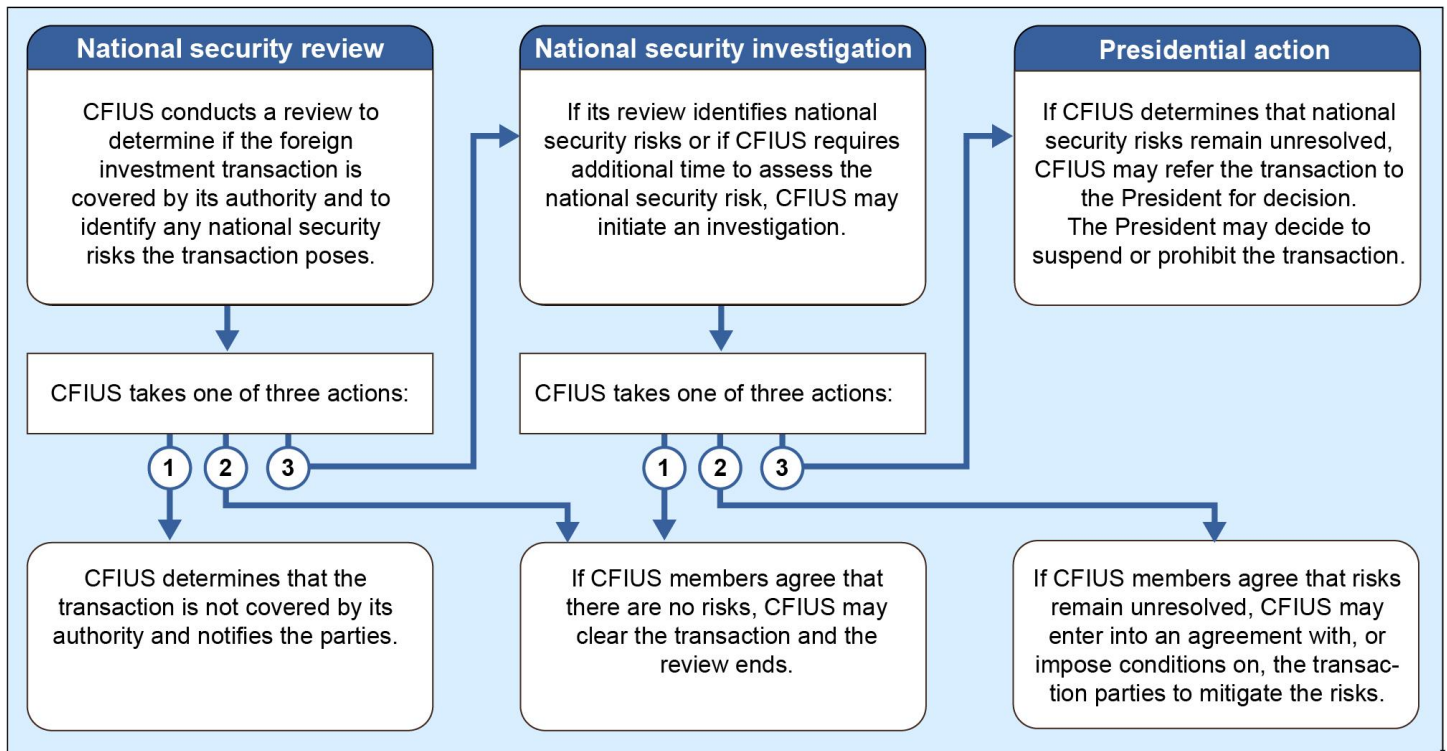 National security review
CFIUS conducts a review to
determine if the foreign
investment transaction is
covered by its authority and to
identify any national security
risks the transaction poses.
National security investigation
If its review identifies national
security risks or if CFIUS requires
additional time to assess the
national security risk, CFIUS may
initiate an investigation.
Presidential action
If CFIUS determines that national
security risks remain unresolved,
CFIUS may refer the transaction to
the President for decision.
The President may decide to
suspend or prohibit the transaction.
CFIUS takes one of three actions:
1 2 3
CFIUS takes one of three actions:
1 2 3
CFIUS determines that the
transaction is not covered by its
authority and notifies the parties.
If CFIUS members agree that
there are no risks, CFIUS may
clear the transaction and the
review ends.
If CFIUS members agree that risks
remain unresolved, CFIUS may
enter into an agreement with, or
impose conditions on, the transac-
tion parties to mitigate the risks.